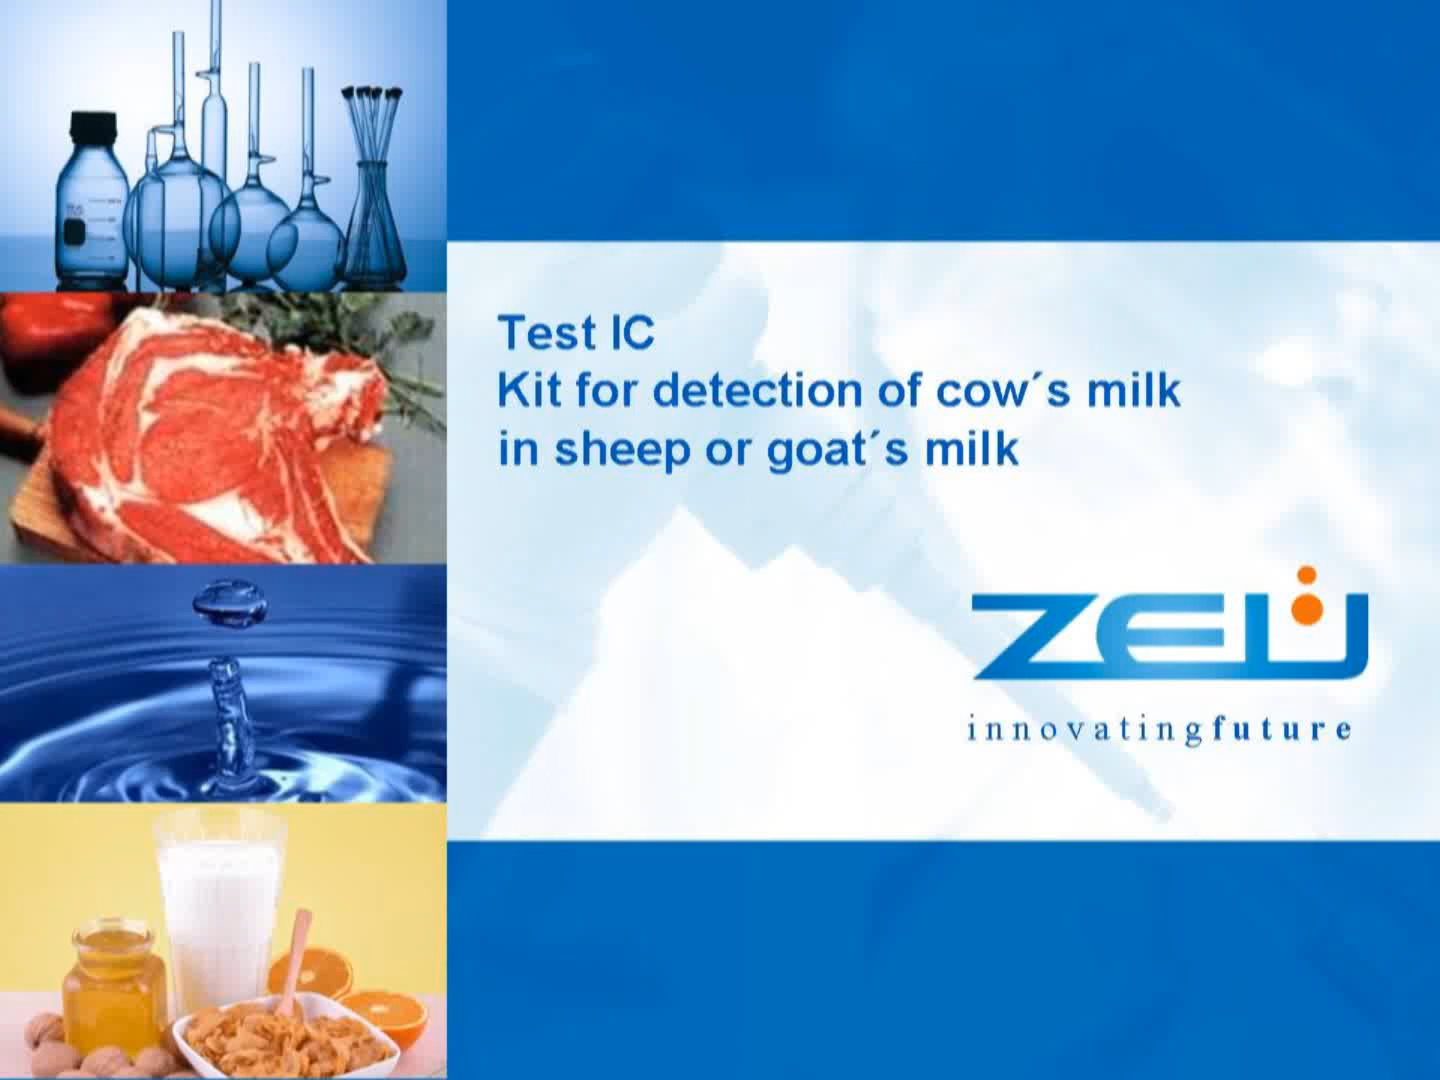 Test IC
Kit for detection of cow´s milk
in sheep or goat´s milk
ZEU
innovatingfuture